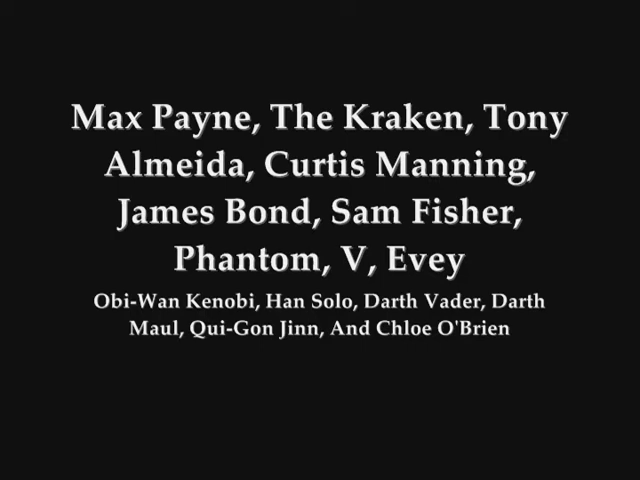 Max Payne, The Kraken, Tony
Almeida, Curtis Manning,
James Bond, Sam Fisher,
Phantom, V, Evey
Obi-Wan Kenobi, Han Solo, Darth Vader, Darth
Maul, Qui-Gon Jinn, And Chloe O'Brien